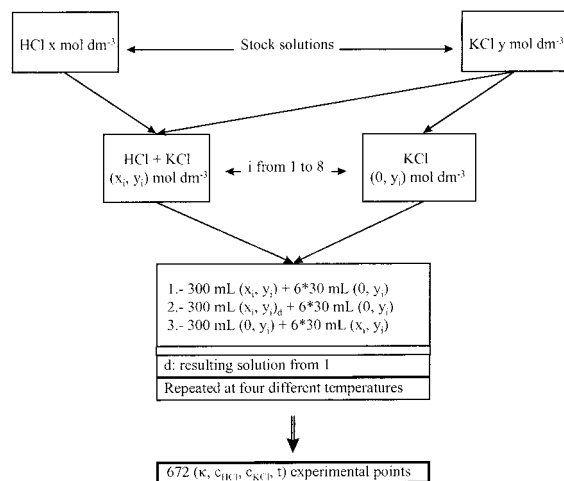 HCl x mol dm-3
Stock solutions
KCl y mol dm-3
HCl + KCl
(xi, yi) mol dm-3
i from 1 to 8
KCl
(0, yi) mol dm-3
1.- 300 mL (xi, yi) + 6*30 mL (0, yi)
2.- 300 mL (xi, yi)d + 6*30 mL (0, yi)
3.- 300 mL (0, yi) + 6*30 mL (xi, yi)
d: resulting solution from 1
Repeated at four different temperatures
672 (κ, cHCl, cKCl, t) experimental points